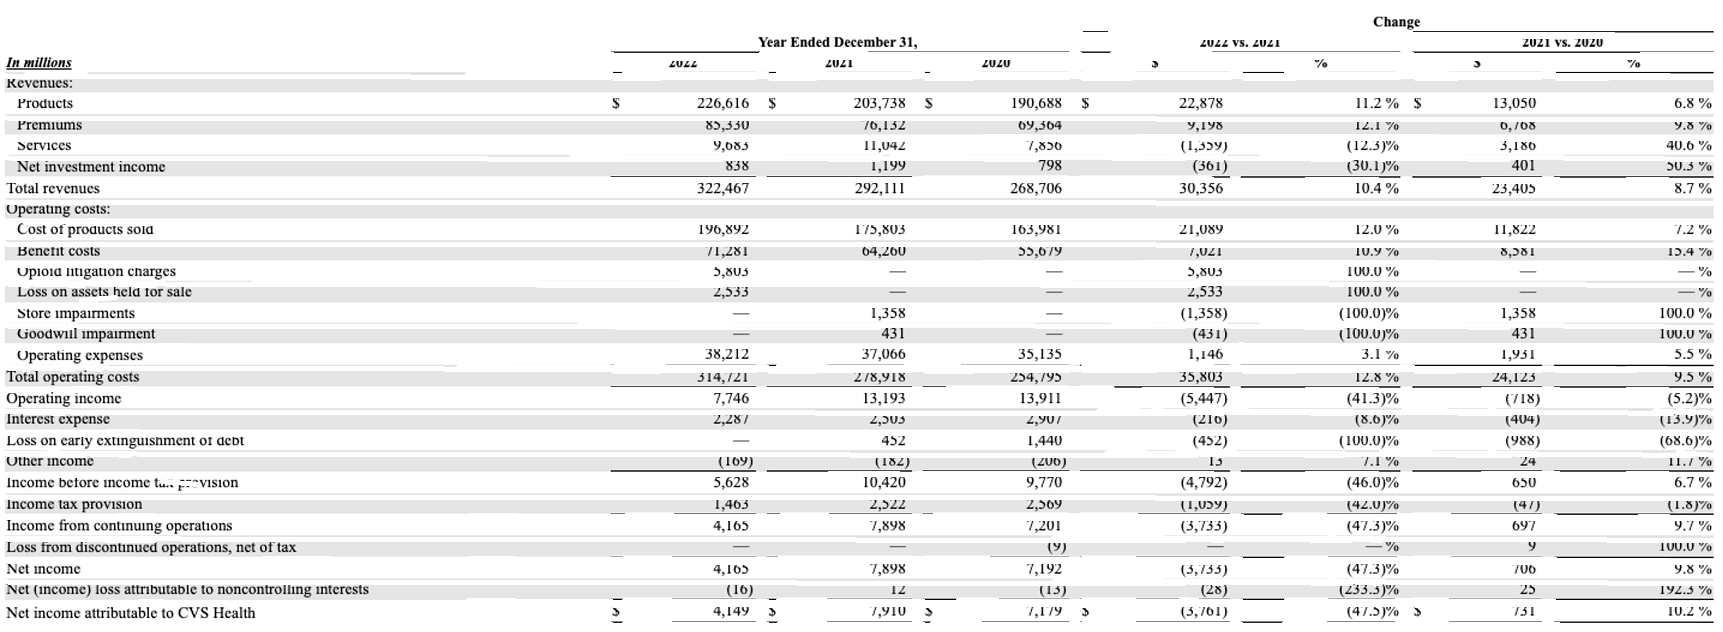 Change
Year Ended December 31, 2022 vs. 2021 2021 vs. 2020
In millions 2022 2021 2020 $ % $ %
Revenues:
Products $ 226,616 $ 203,738 $ 190,688 $ 22,878 11.2 % $ 13,050 6.8 %
Premiums 85,330 76,132 69,364 9,198 12.1 % 6,768 9.8 %
Services 9,683 11,042 7,856 (1,359) (12.3)% 3,186 40.6 %
Net investment income 838 1,199 798 (361) (30.1)% 401 50.3 %
Total revenues 322,467 292,111 268,706 30,356 10.4 % 23,405 8.7 %
Operating costs:
Cost of products sold 196,892 175,803 163,981 21,089 12.0 % 11,822 7.2 %
Benefit costs 71,281 64,260 55,679 7,021 10.9 % 8,581 15.4 %
Opioid litigation charges 5,803 — — 5,803 100.0 % — — %
Loss on assets held for sale 2,533 — — 2,533 100.0 % — — %
Store impairments — 1,358 — (1,358) (100.0)% 1,358 100.0 %
Goodwill impairment — 431 — (431) (100.0)% 431 100.0 %
Operating expenses 38,212 37,066 35,135 1,146 3.1 % 1,931 5.5 %
Total operating costs 314,721 278,918 254,795 35,803 12.8 % 24,123 9.5 %
Operating income 7,746 13,193 13,911 (5,447) (41.3)% (718) (5.2)%
Interest expense 2,287 2,503 2,907 (216) (8.6)% (404) (13.9)%
Loss on early extinguishment of debt — 452 1,440 (452) (100.0)% (988) (68.6)%
Other income (169) (182) (206) 13 7.1 % 24 11.7 %
Income before income tax provision 5,628 10,420 9,770 (4,792) (46.0)% 650 6.7 %
Income tax provision 1,463 2,522 2,569 (1,059) (42.0)% (47) (1.8)%
Income from continuing operations 4,165 7,898 7,201 (3,733) (47.3)% 697 9.7 %
Loss from discontinued operations, net of tax — — (9) — — % 9 100.0 %
Net income 4,165 7,898 7,192 (3,733) (47.3)% 706 9.8 %
Net (income) loss attributable to noncontrolling interests (16) 12 (13) (28) (233.3)% 25 192.3 %
Net income attributable to CVS Health $ 4,149 $ 7,910 $ 7,179 $ (3,761) (47.5)% $ 731 10.2 %